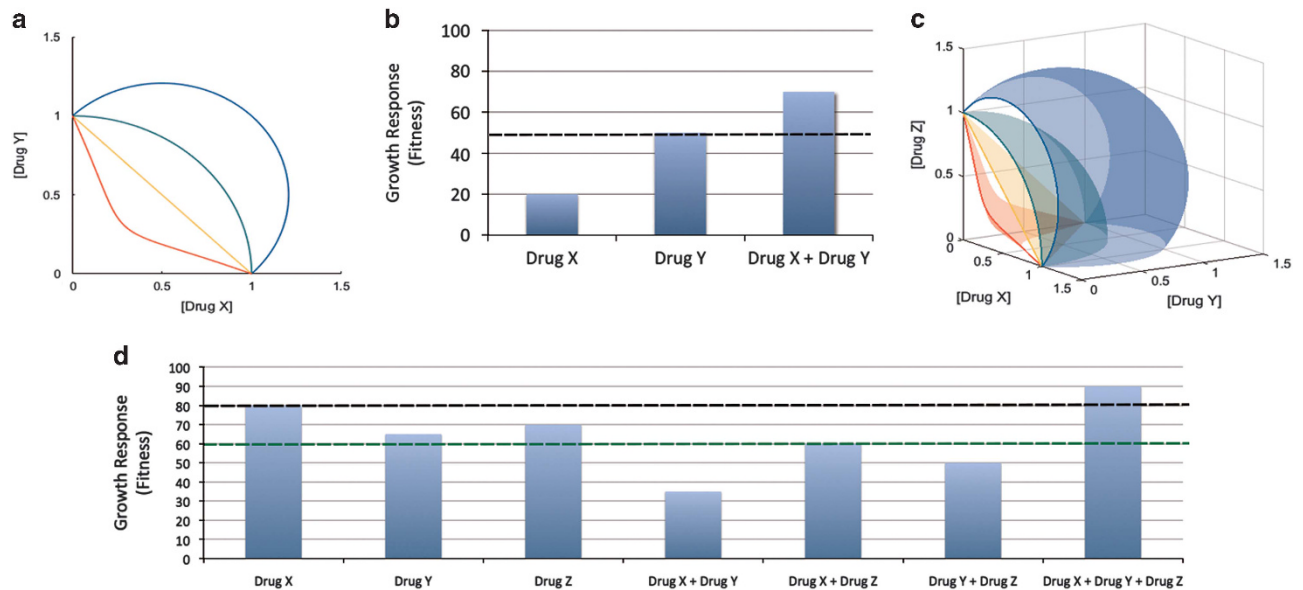 a
1.5
1
0.5
0
[Drug Y]
0
0.5
1
1.5
[Drug X]
b
100
80
60
40
20
0
Growth Response
(Fitness)
Drug X
Drug Y
Drug X + Drug Y
c
1.5
1
0.5
0
[Drug Z]
0.5
1
1.5
[Drug X]
0
0.5
1
1.5
[Drug Y]
d
100
90
80
70
60
50
40
30
20
10
0
Growth Response
(Fitness)
Drug X
Drug Y
Drug Z
Drug X + Drug Y
Drug X + Drug Z
Drug Y + Drug Z
Drug X + Drug Y + Drug Z